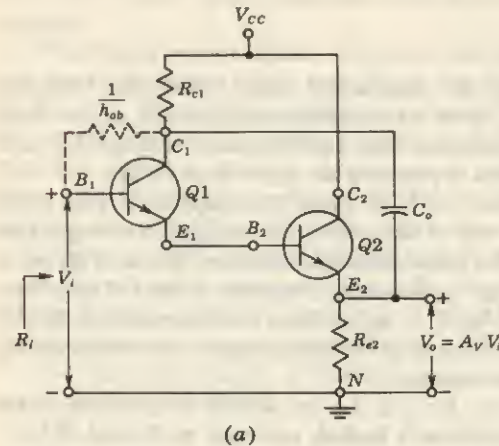 V_CC
R_c1
1/h_ob
C_1
B_1
Q1
C_2
C_o
E_1
B_2
Q2
+
E_2
+
V_i
R_i
R_e2
V_o = A_V V_i
N
-
-
(a)